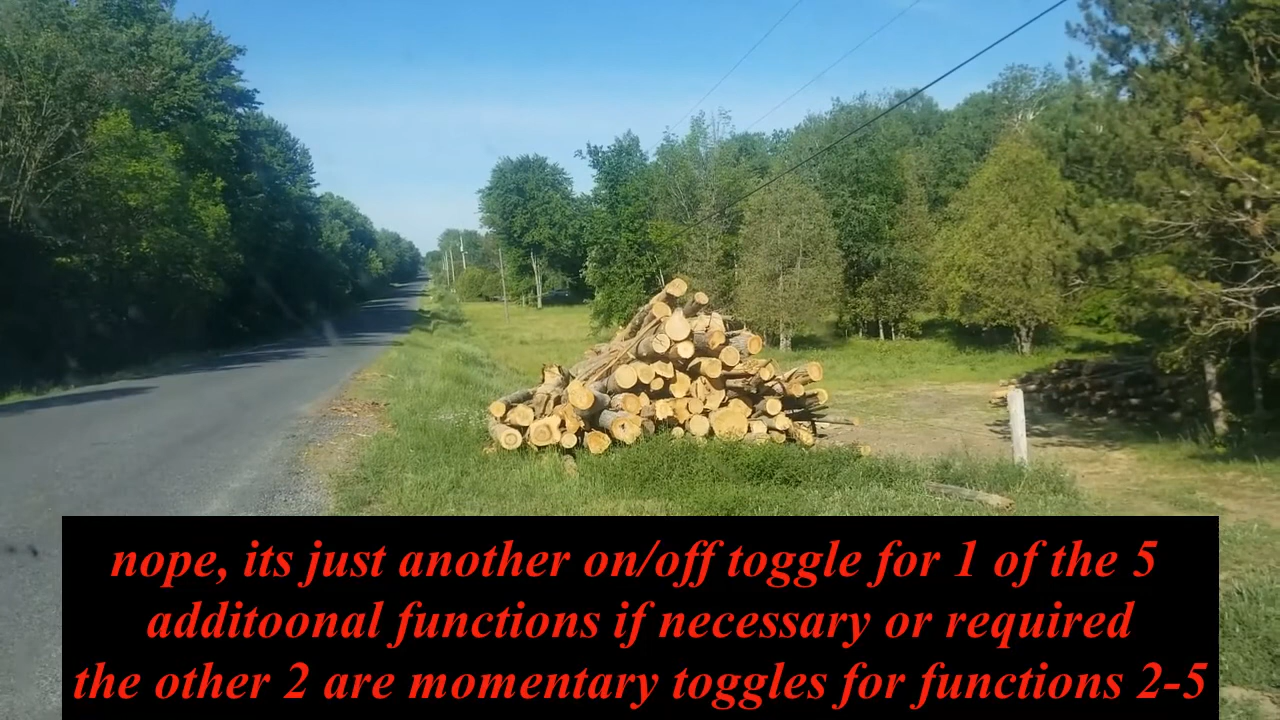 nope, its just another on/off toggle for 1 of the 5
additoonal functions if necessary or required
the other 2 are momentary toggles for functions 2-5